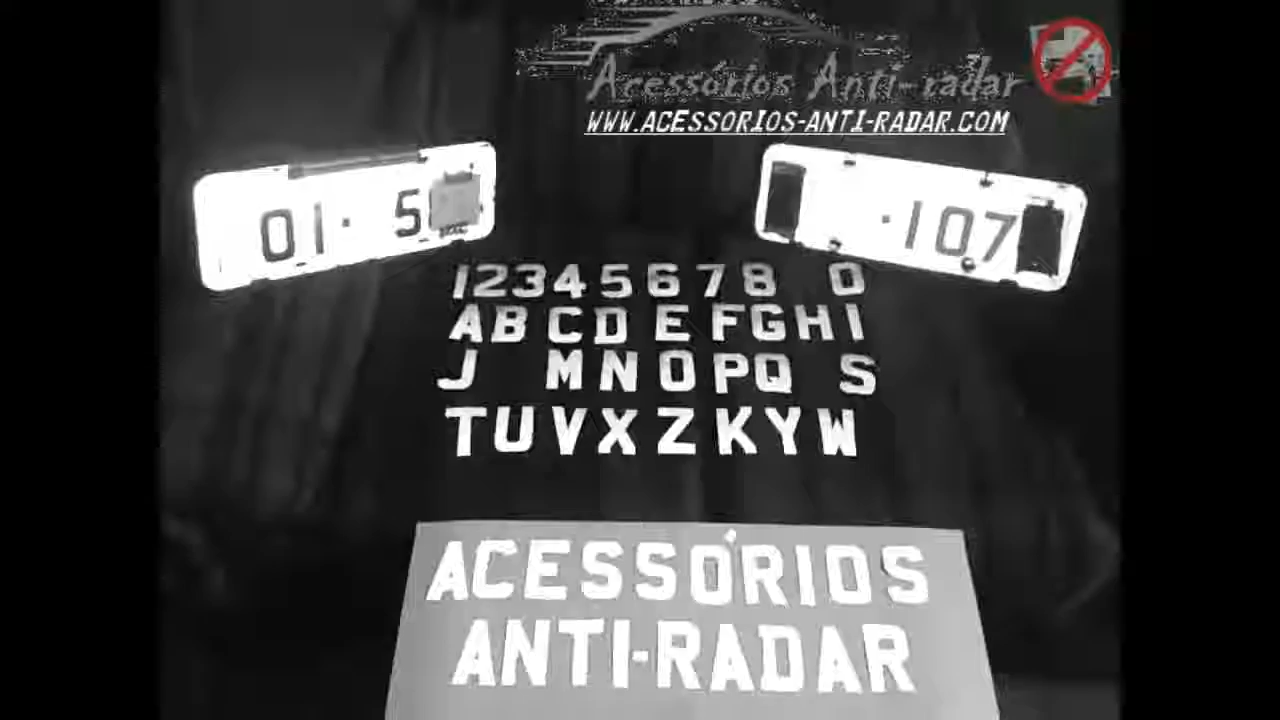 Acessórios Anti-radar
WWW.ACESSORIOS-ANTI-RADAR.COM
01· 5
·107
12345678 0
ABCDEFGHI
J MNOPQ S
TUVXZKYW
ACESSÓRIOS
ANTI-RADAR